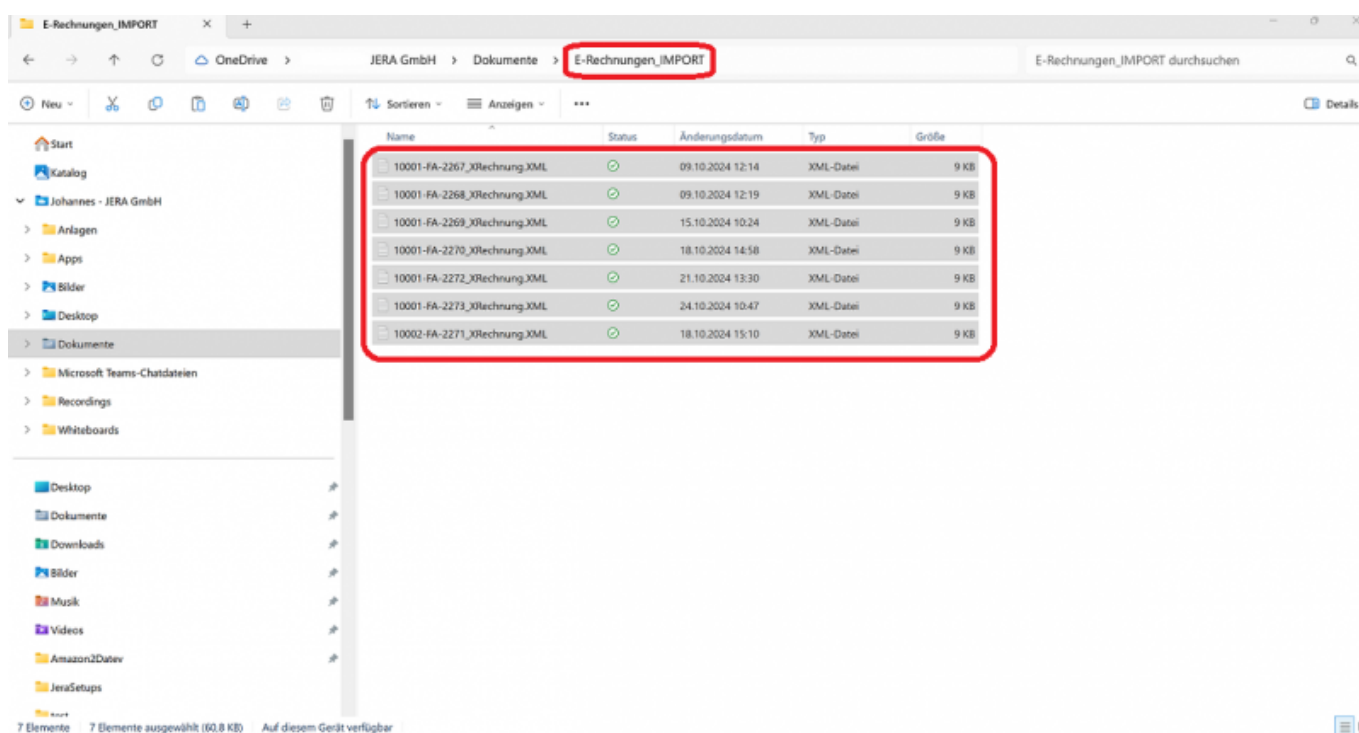 E-Rechnungen_IMPORT
OneDrive > JERA GmbH > Dokumente > E-Rechnungen_IMPORT
E-Rechnungen_IMPORT durchsuchen
Neu
Sortieren
Anzeigen
Details
Start
Katalog
Johannes - JERA GmbH
Anlagen
Apps
Bilder
Desktop
Dokumente
Microsoft Teams-Chatdateien
Recordings
Whiteboards
Desktop
Dokumente
Downloads
Bilder
Musik
Videos
Amazon2Datev
JeraSetups
Name Status Änderungsdatum Typ Größe
10001-FA-2267_XRechnung.XML 09.10.2024 12:14 XML-Datei 9 KB
10001-FA-2268_XRechnung.XML 09.10.2024 12:19 XML-Datei 9 KB
10001-FA-2269_XRechnung.XML 15.10.2024 10:24 XML-Datei 9 KB
10001-FA-2270_XRechnung.XML 18.10.2024 14:58 XML-Datei 9 KB
10001-FA-2272_XRechnung.XML 21.10.2024 13:30 XML-Datei 9 KB
10001-FA-2273_XRechnung.XML 24.10.2024 10:47 XML-Datei 9 KB
10002-FA-2271_XRechnung.XML 18.10.2024 15:10 XML-Datei 9 KB
7 Elemente 7 Elemente ausgewählt (60,8 KB) Auf diesem Gerät verfügbar